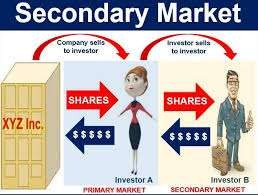 Secondary Market
Company sells
to investor
Investor sells
to investor
XYZ Inc.
SHARES
SHARES
$$$$$
$$$$$
Investor A
Investor B
PRIMARY MARKET
SECONDARY MARKET